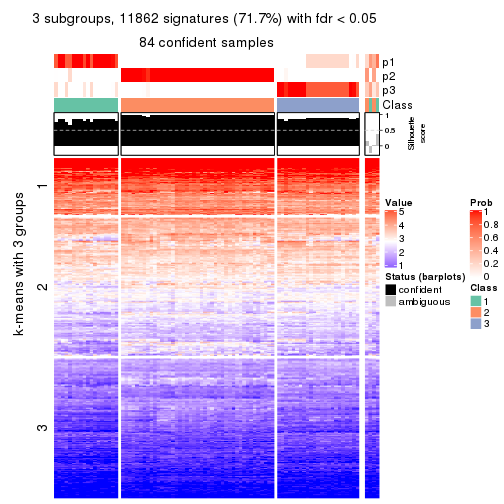 3 subgroups, 11862 signatures (71.7%) with fdr < 0.05
84 confident samples
p1
p2
p3
Class
1
0.5
0
Silhouette
score
k-means with 3 groups
1
2
3
Value
5
4
3
2
1
Status (barplots)
confident
ambiguous
Prob
1
0.8
0.6
0.4
0.2
0
Class
1
2
3